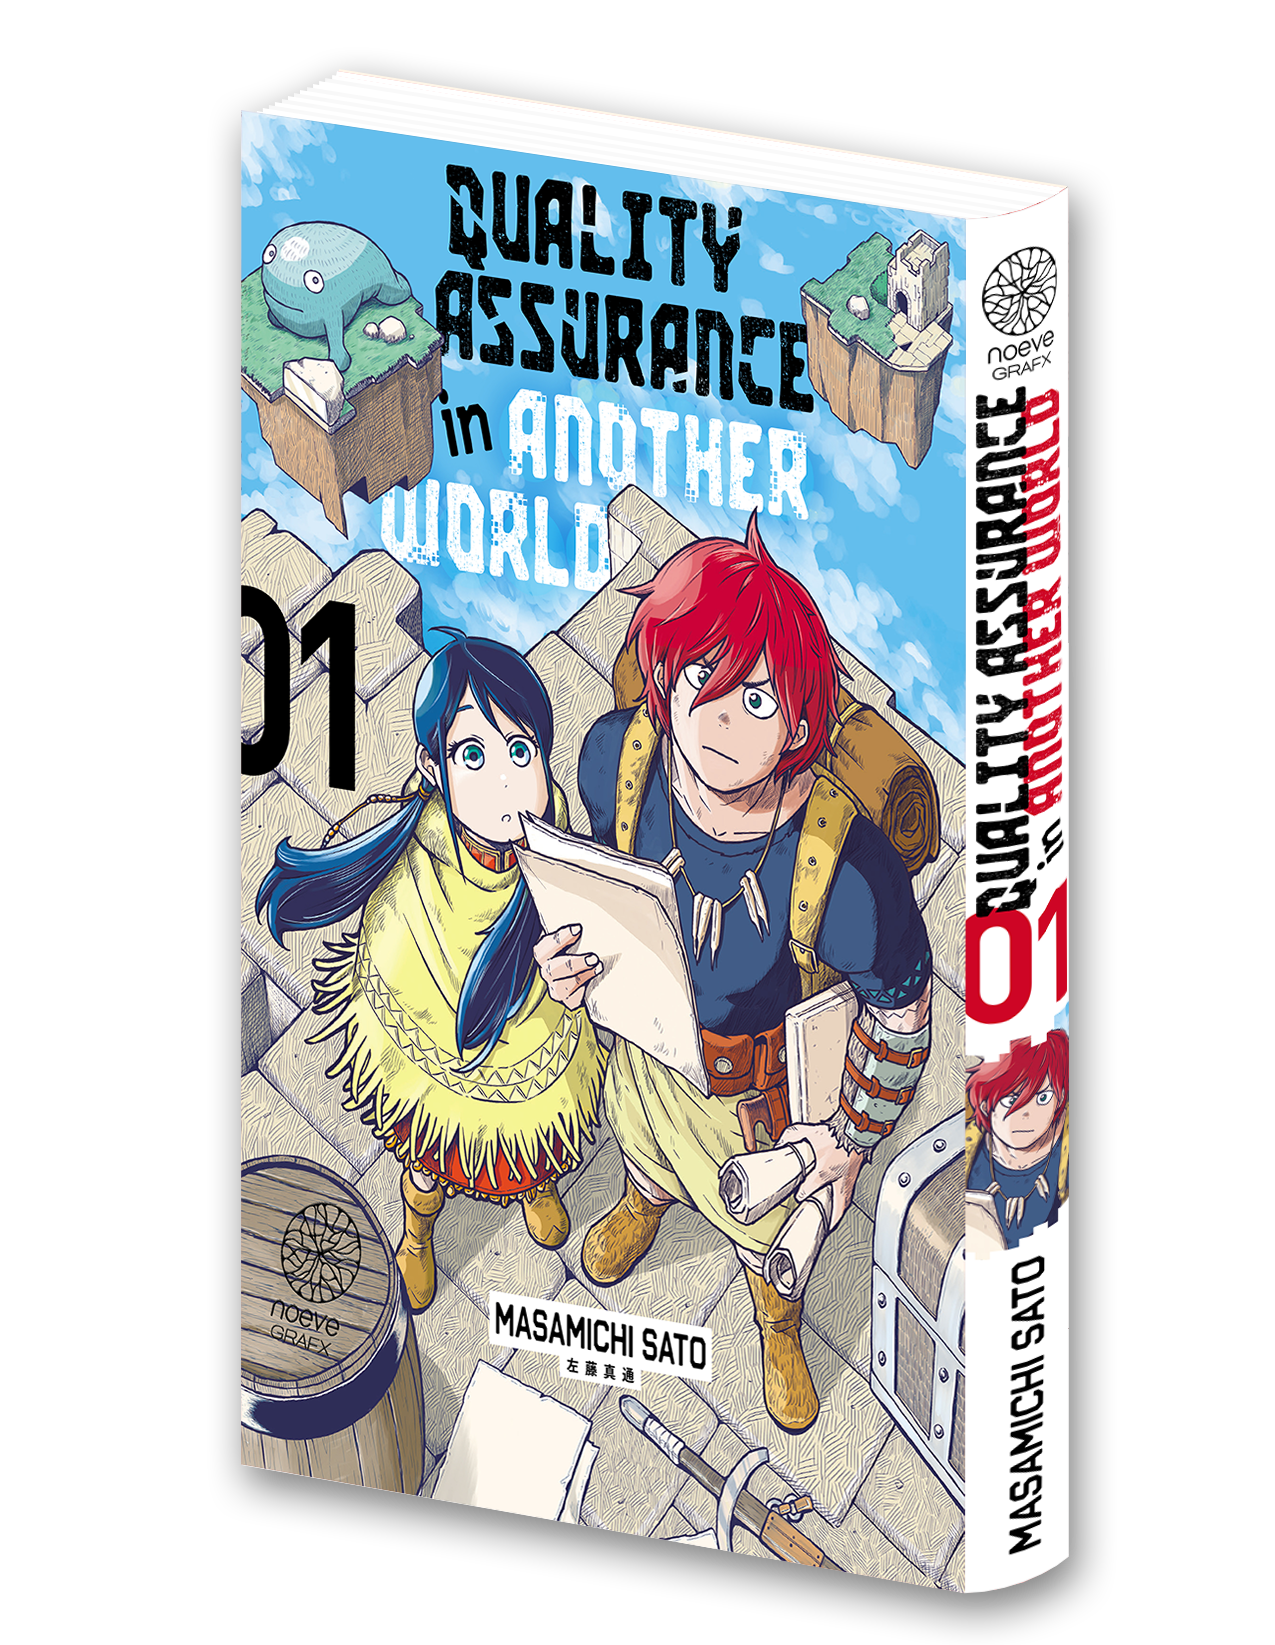 QUALITY
ASSURANCE
in ANOTHER
WORLD
01
noeve
GRAFX
MASAMICHI SATO
左藤真通
noeve
GRAFX
QUALITY ASSURANCE
in ANOTHER WORLD
01
MASAMICHI SATO